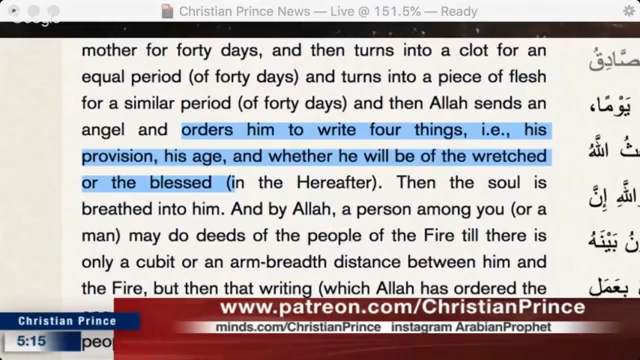 Christian Prince News — Live @ 151.5% — Ready
mother for forty days, and then turns into a clot for an
equal period (of forty days) and turns into a piece of flesh
for a similar period (of forty days) and then Allah sends an
angel and orders him to write four things, i.e., his
provision, his age, and whether he will be of the wretched
or the blessed (in the Hereafter). Then the soul is
breathed into him. And by Allah, a person among you (or a
man) may do deeds of the people of the Fire till there is
only a cubit or an arm-breadth distance between him and
the Fire, but then that writing (which Allah has ordered the
يَوْمًا،
اللَّهُ
إِنَّ
بَيْنَهُ
بِعَمَلِ
www.patreon.com/ChristianPrince
Christian Prince
minds.com/ChristianPrince instagram ArabianProphet
5:15